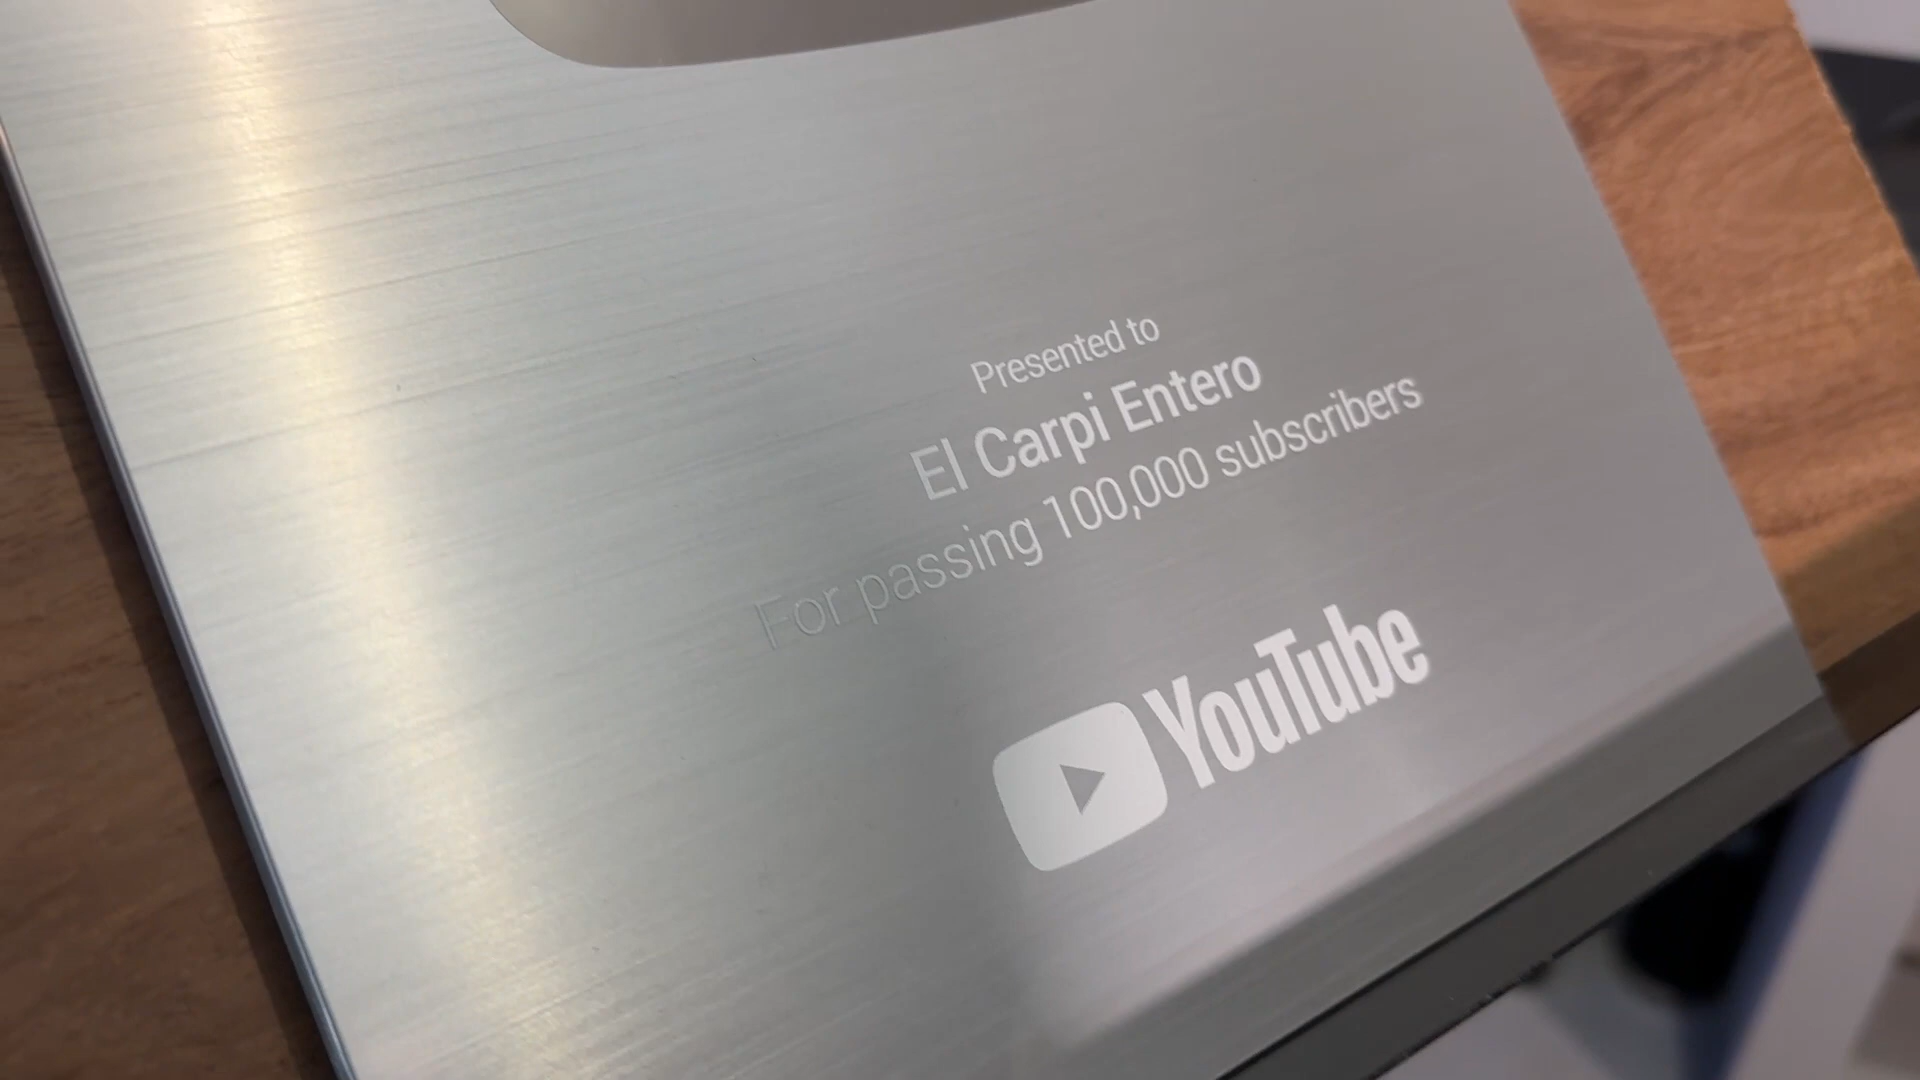 Presented to
El Carpi Entero
For passing 100,000 subscribers
YouTube